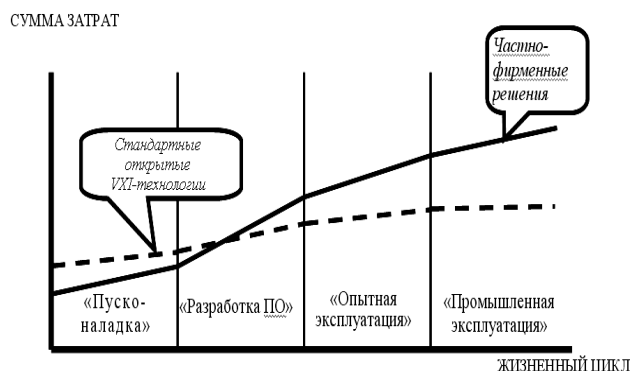 СУММА ЗАТРАТ
Частно-
фирменные
решения
Стандартные
открытые
VXI-технологии
«Пуско-
наладка»
«Разработка ПО»
«Опытная
эксплуатация»
«Промышленная
эксплуатация»
ЖИЗНЕННЫЙ ЦИКЛ